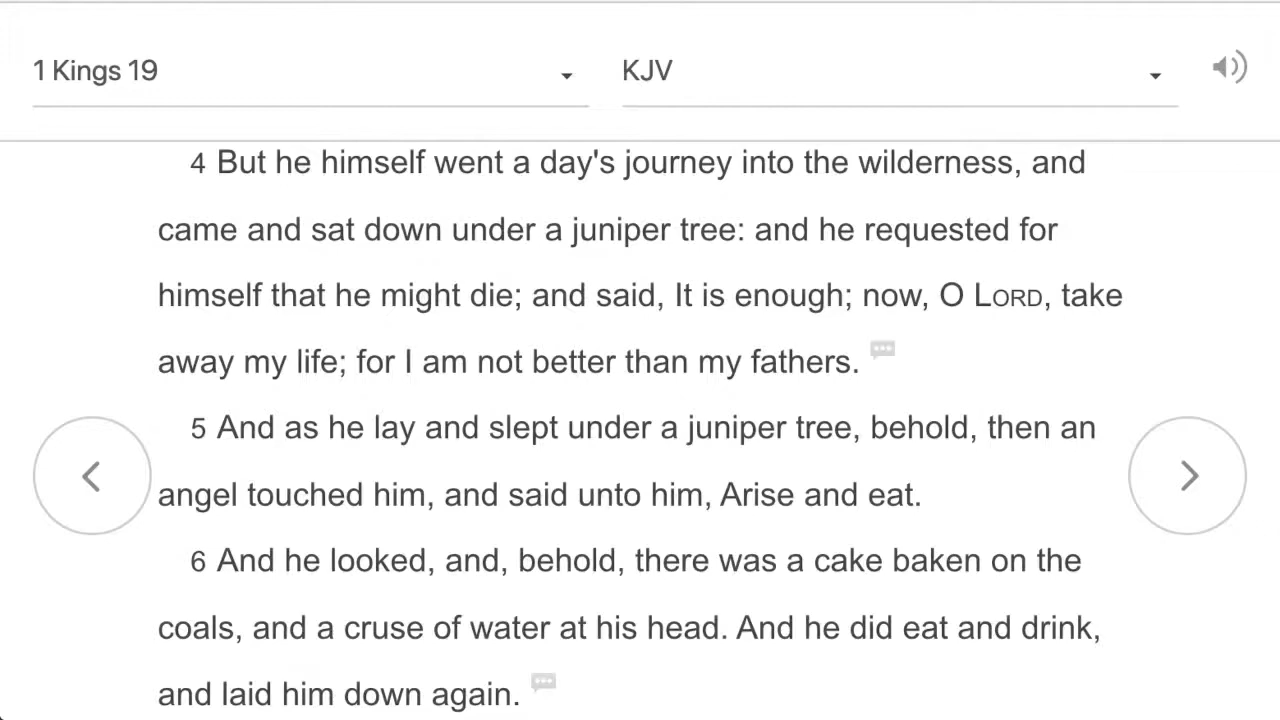 1 Kings 19 KJV
4 But he himself went a day's journey into the wilderness, and
came and sat down under a juniper tree: and he requested for
himself that he might die; and said, It is enough; now, O LORD, take
away my life; for I am not better than my fathers.
5 And as he lay and slept under a juniper tree, behold, then an
angel touched him, and said unto him, Arise and eat.
6 And he looked, and, behold, there was a cake baken on the
coals, and a cruse of water at his head. And he did eat and drink,
and laid him down again.